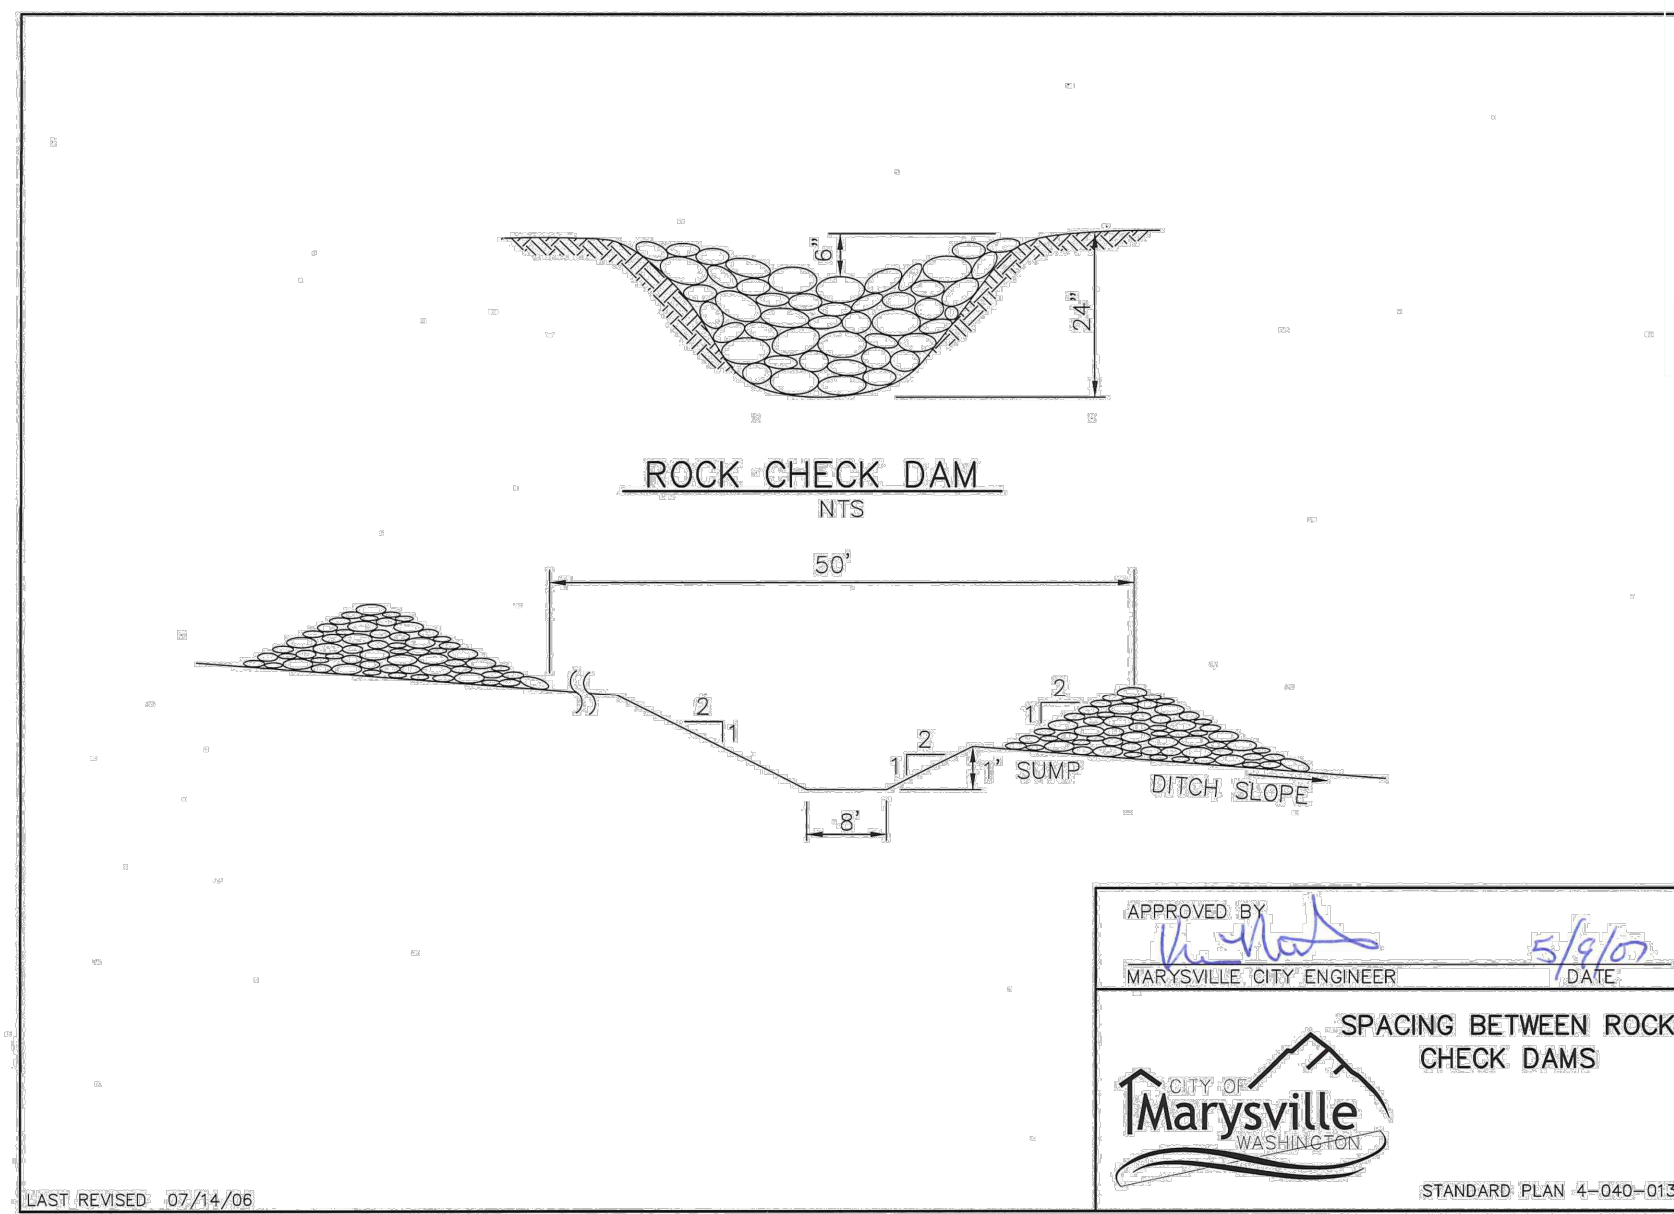 6"
24"
ROCK CHECK DAM
NTS
50'
2
1
2
1
2
1
1'
SUMP
DITCH SLOPE
8'
APPROVED BY
5/9/07
MARYSVILLE CITY ENGINEER DATE
SPACING BETWEEN ROCK
CHECK DAMS
CITY OF
Marysville
WASHINGTON
STANDARD PLAN 4-040-013
LAST REVISED 07/14/06